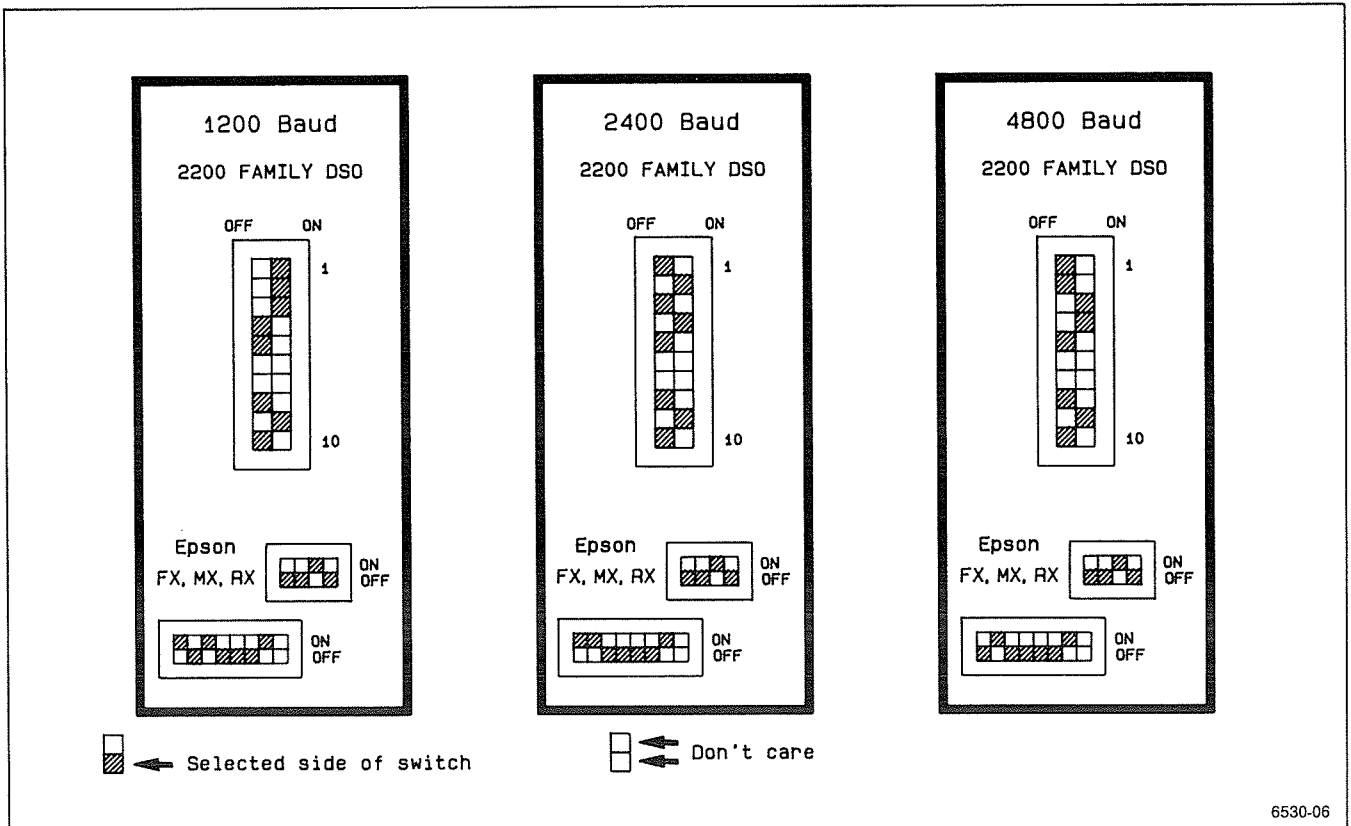 1200 Baud
2200 FAMILY DSO
OFF ON
1
10
Epson
FX, MX, RX
ON
OFF
ON
OFF
2400 Baud
2200 FAMILY DSO
OFF ON
1
10
Epson
FX, MX, RX
ON
OFF
ON
OFF
4800 Baud
2200 FAMILY DSO
OFF ON
1
10
Epson
FX, MX, RX
ON
OFF
ON
OFF
Selected side of switch
Don't care
6530-06